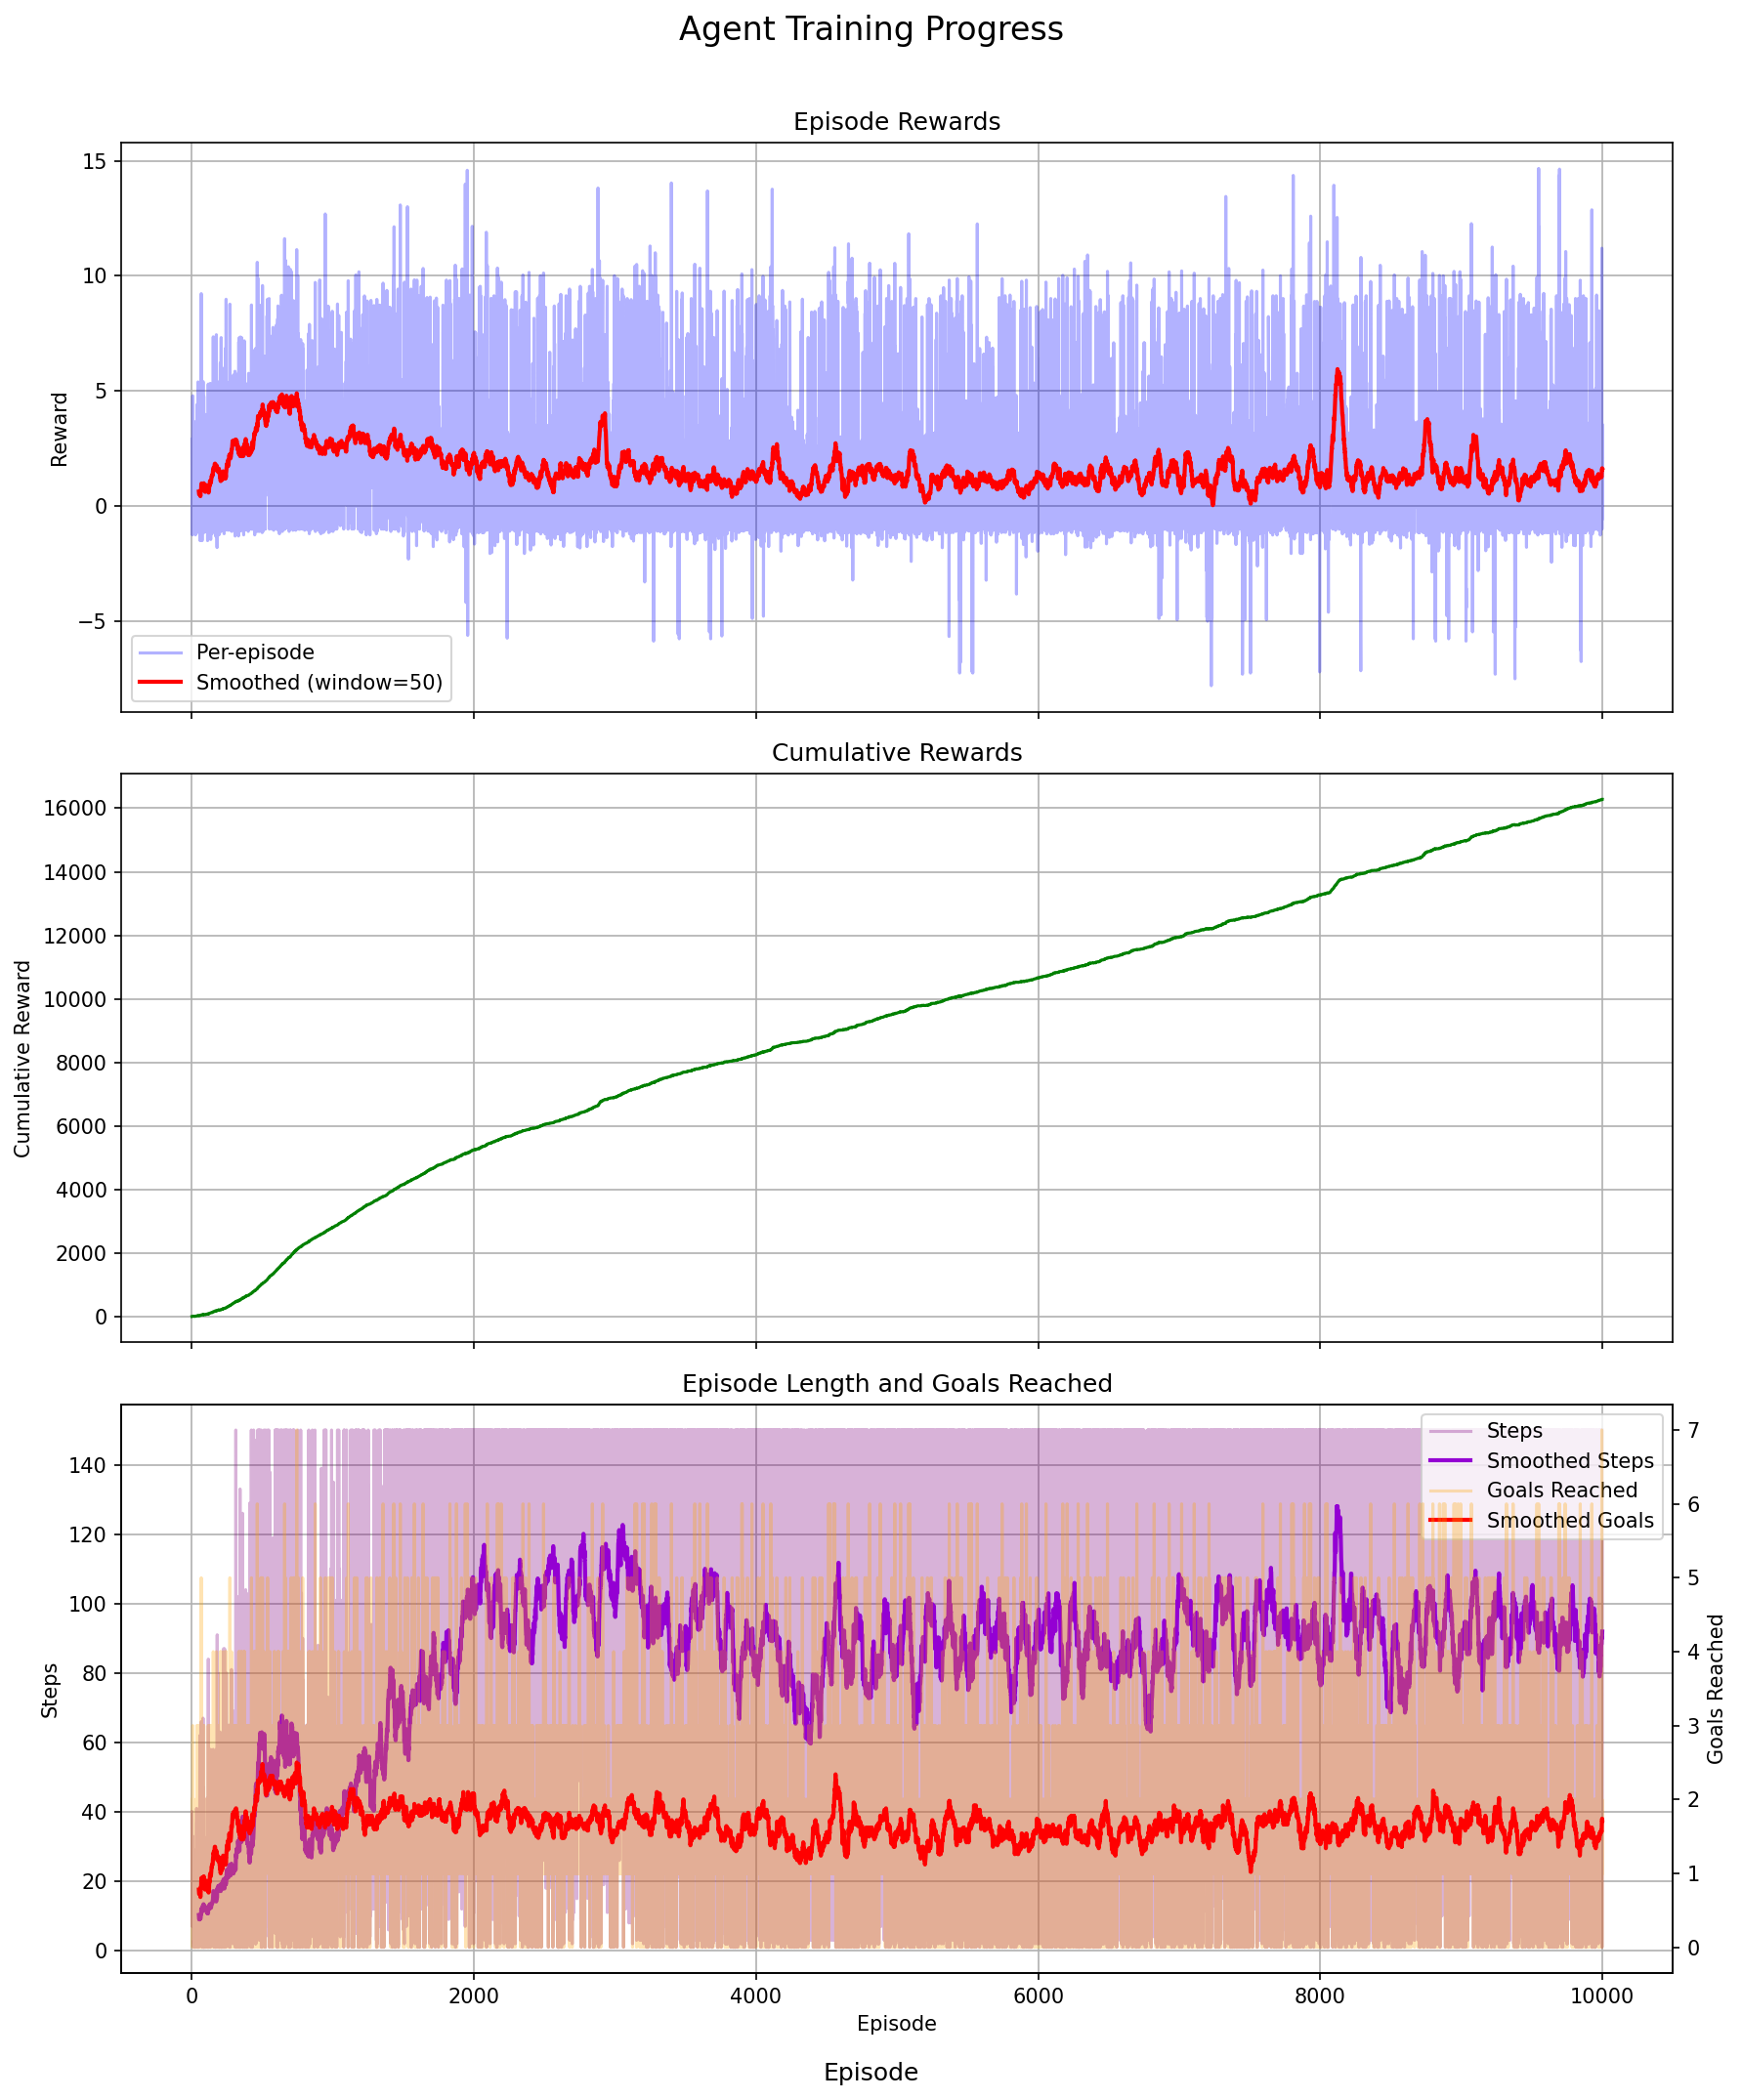 Agent Training Progress
Episode Rewards
15
10
5
0
−5
Reward
Per-episode
Smoothed (window=50)
Cumulative Rewards
16000
14000
12000
10000
8000
6000
4000
2000
0
Cumulative Reward
Episode Length and Goals Reached
140
120
100
80
60
40
20
0
Steps
Steps
Smoothed Steps
Goals Reached
Smoothed Goals
7
6
5
4
3
2
1
0
Goals Reached
0
2000
4000
6000
8000
10000
Episode
Episode